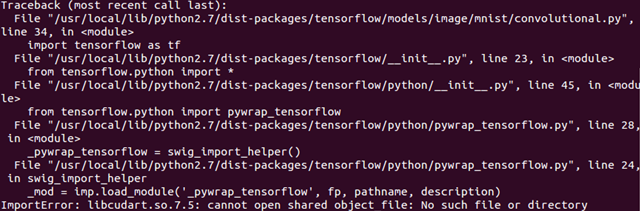 Traceback (most recent call last):
File "/usr/local/lib/python2.7/dist-packages/tensorflow/models/image/mnist/convolutional.py",
line 34, in <module>
import tensorflow as tf
File "/usr/local/lib/python2.7/dist-packages/tensorflow/__init__.py", line 23, in <module>
from tensorflow.python import *
File "/usr/local/lib/python2.7/dist-packages/tensorflow/python/__init__.py", line 45, in <modu
le>
from tensorflow.python import pywrap_tensorflow
File "/usr/local/lib/python2.7/dist-packages/tensorflow/python/pywrap_tensorflow.py", line 28,
in <module>
_pywrap_tensorflow = swig_import_helper()
File "/usr/local/lib/python2.7/dist-packages/tensorflow/python/pywrap_tensorflow.py", line 24,
in swig_import_helper
_mod = imp.load_module('_pywrap_tensorflow', fp, pathname, description)
ImportError: libcudart.so.7.5: cannot open shared object file: No such file or directory